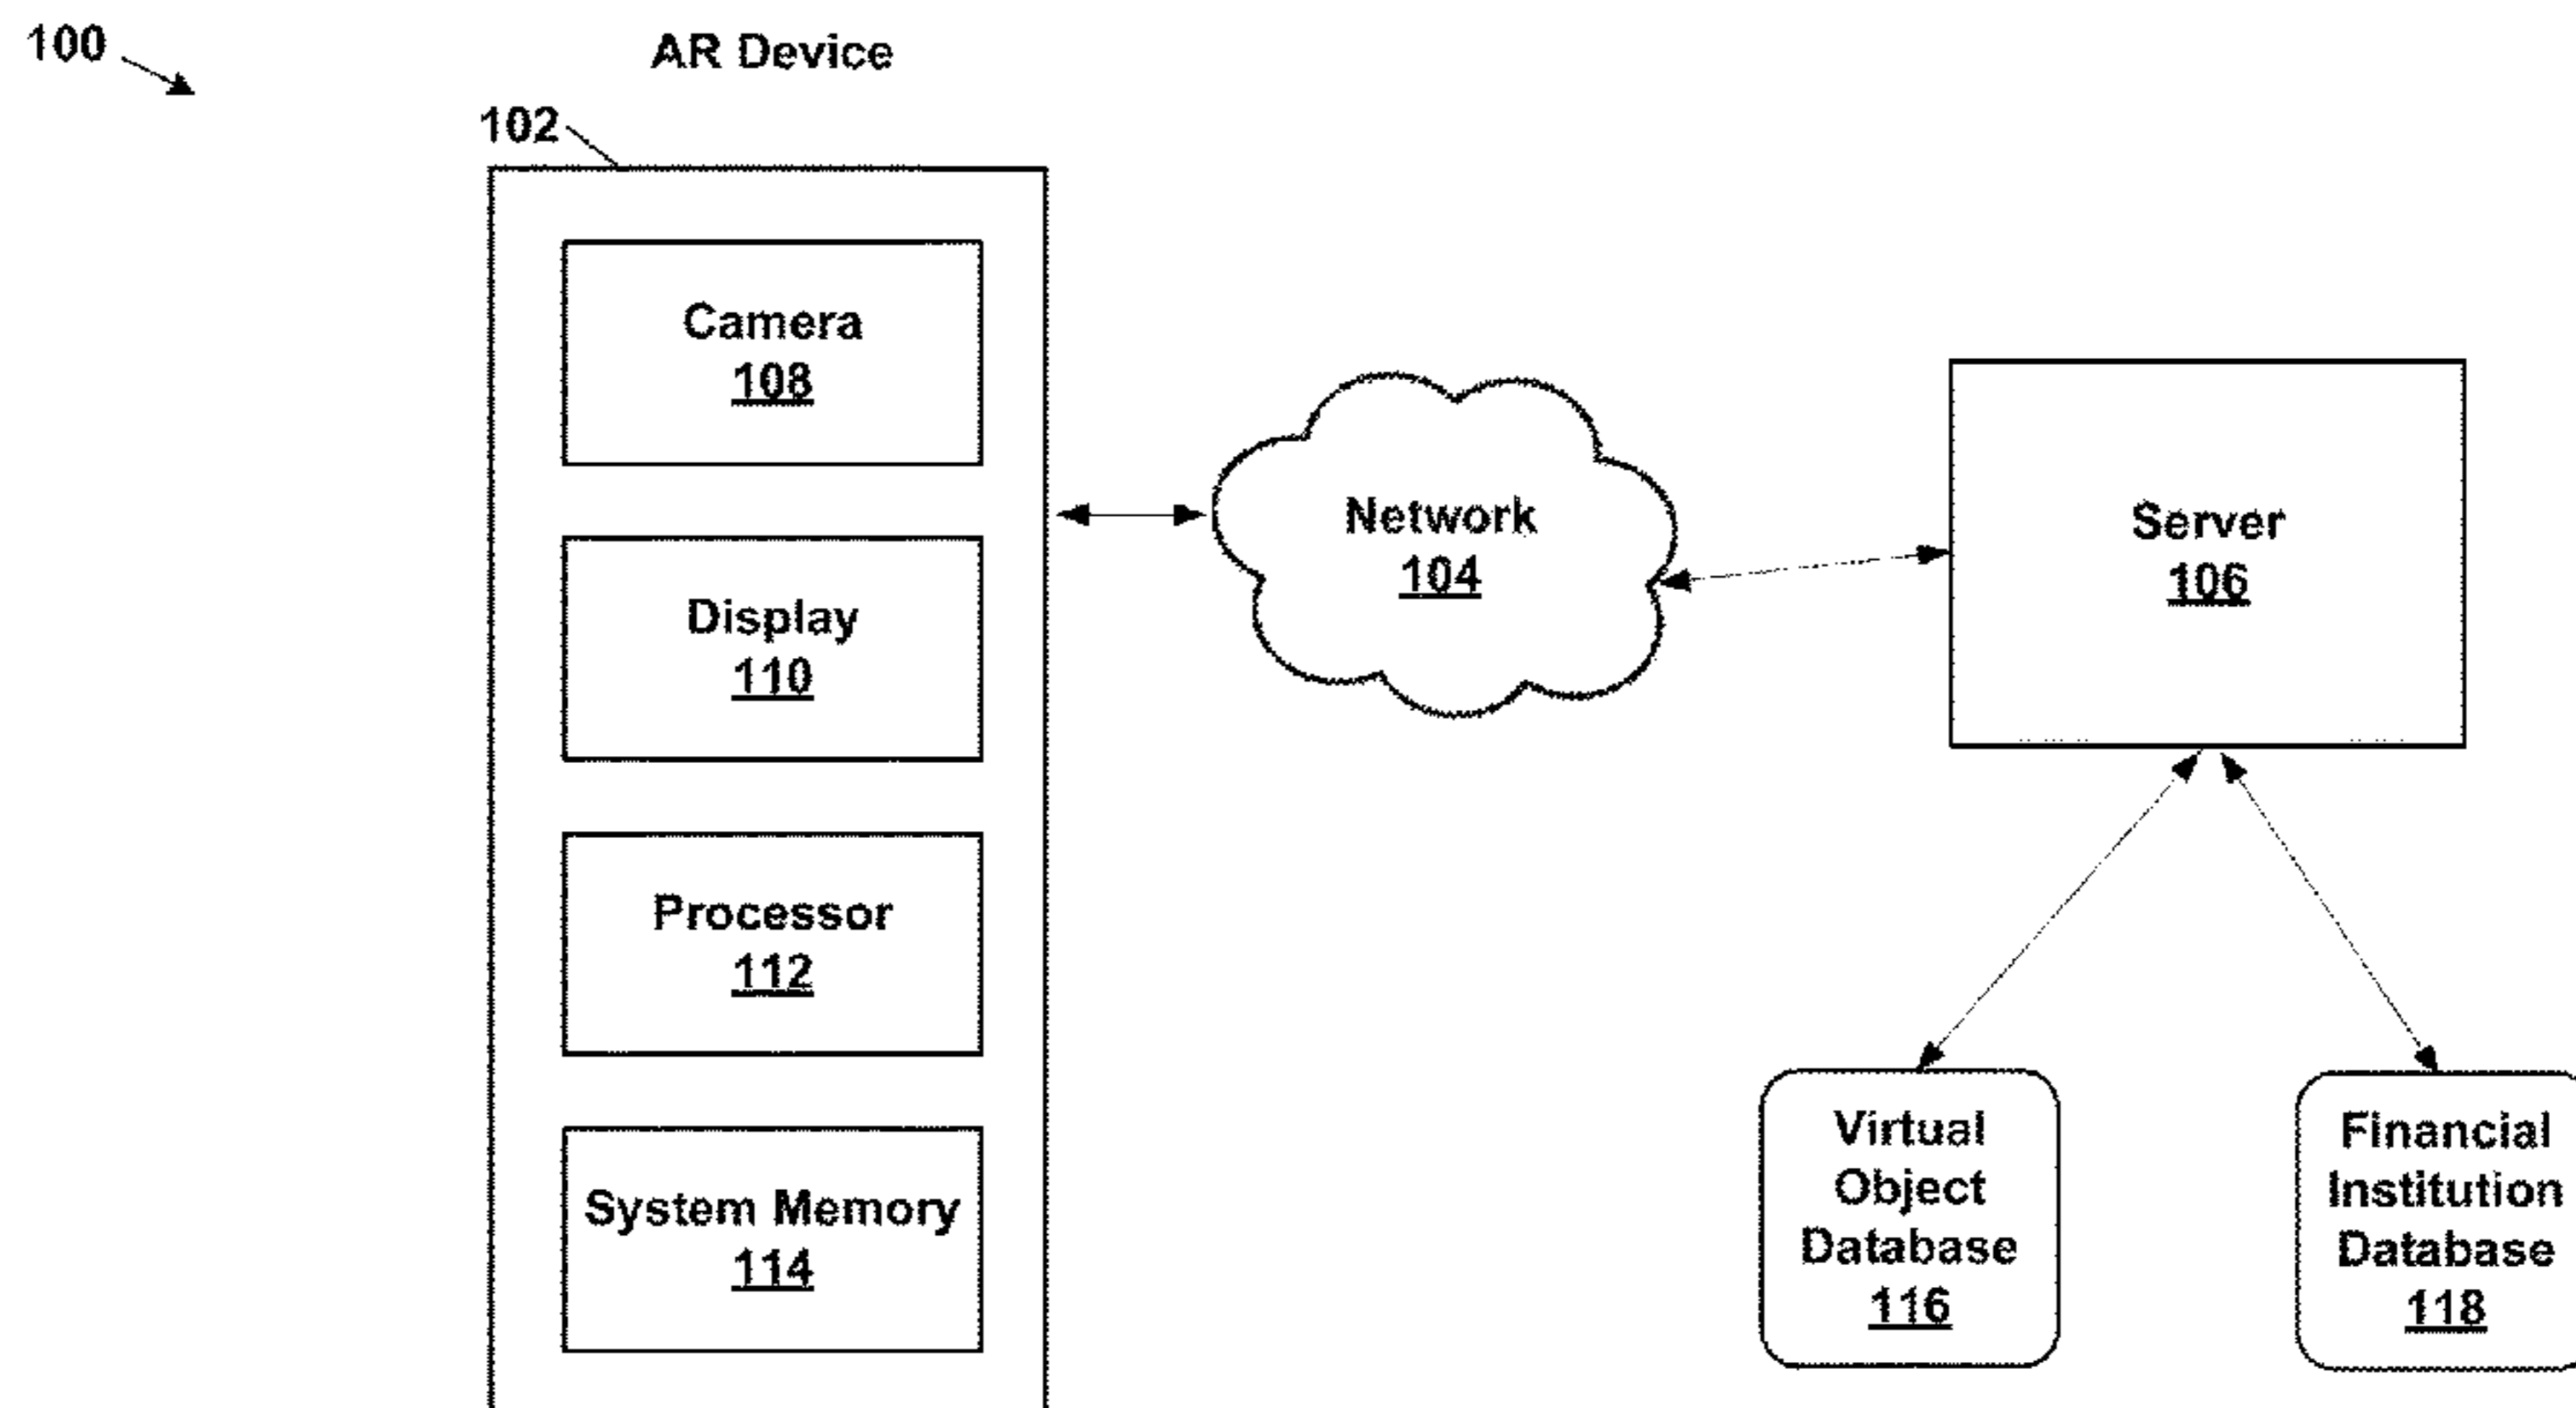 100
AR Device
102
Camera
108
Display
110
Processor
112
System Memory
114
Network
104
Server
106
Virtual
Object
Database
116
Financial
Institution
Database
118